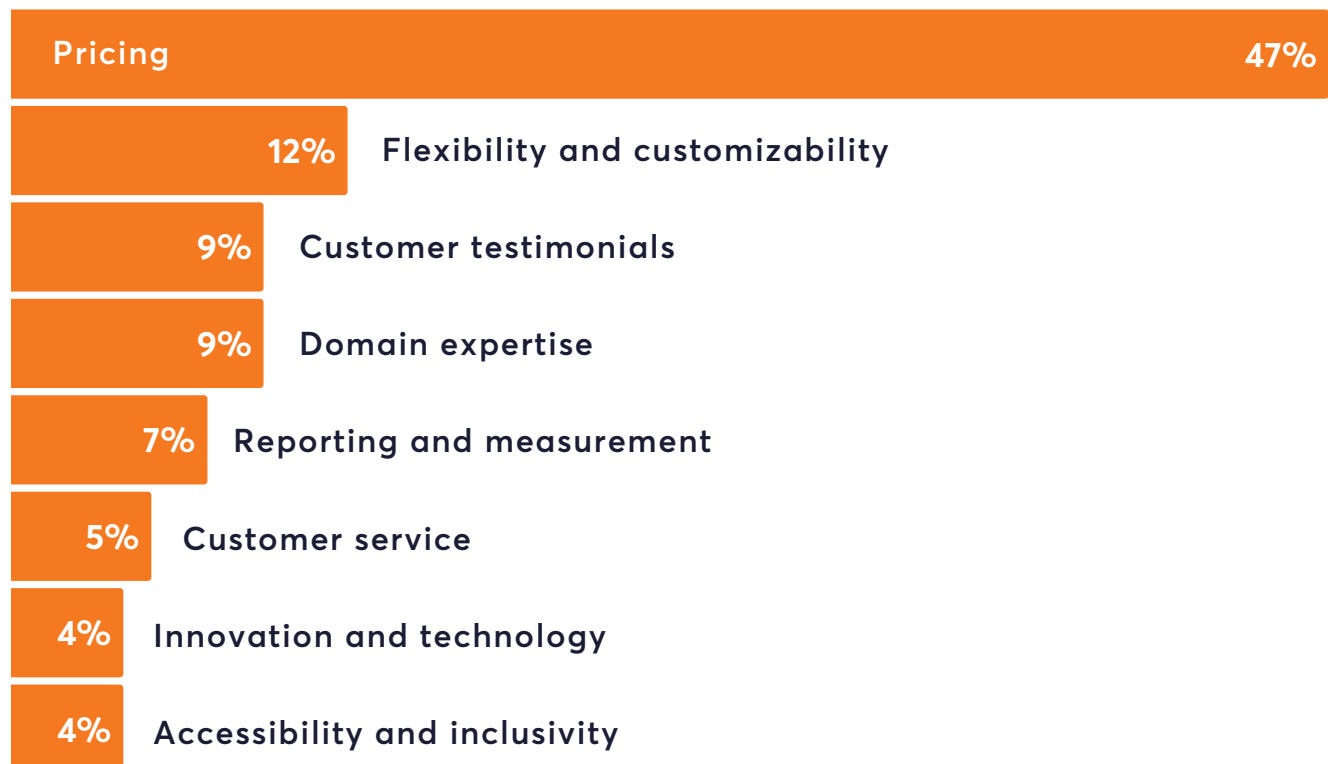 Pricing 47%
12% Flexibility and customizability
9% Customer testimonials
9% Domain expertise
7% Reporting and measurement
5% Customer service
4% Innovation and technology
4% Accessibility and inclusivity